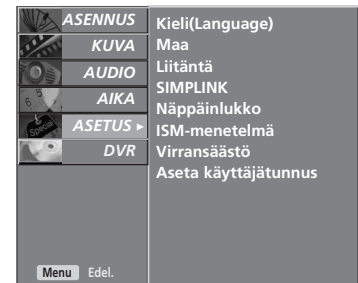 ASENNUS
KUVA
AUDIO
AIKA
ASETUS ►
DVR
Kieli(Language)
Maa
Liitäntä
SIMPLINK
Näppäinlukko
ISM-menetelmä
Virransäästö
Aseta käyttäjätunnus
Special
Menu Edel.